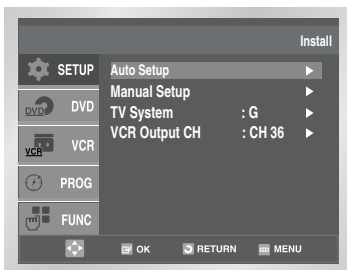 Install
SETUP
Auto Setup
Manual Setup
DVD DVD
TV System : G
VCR Output CH : CH 36
VCR VCR
PROG
FUNC
OK RETURN MENU